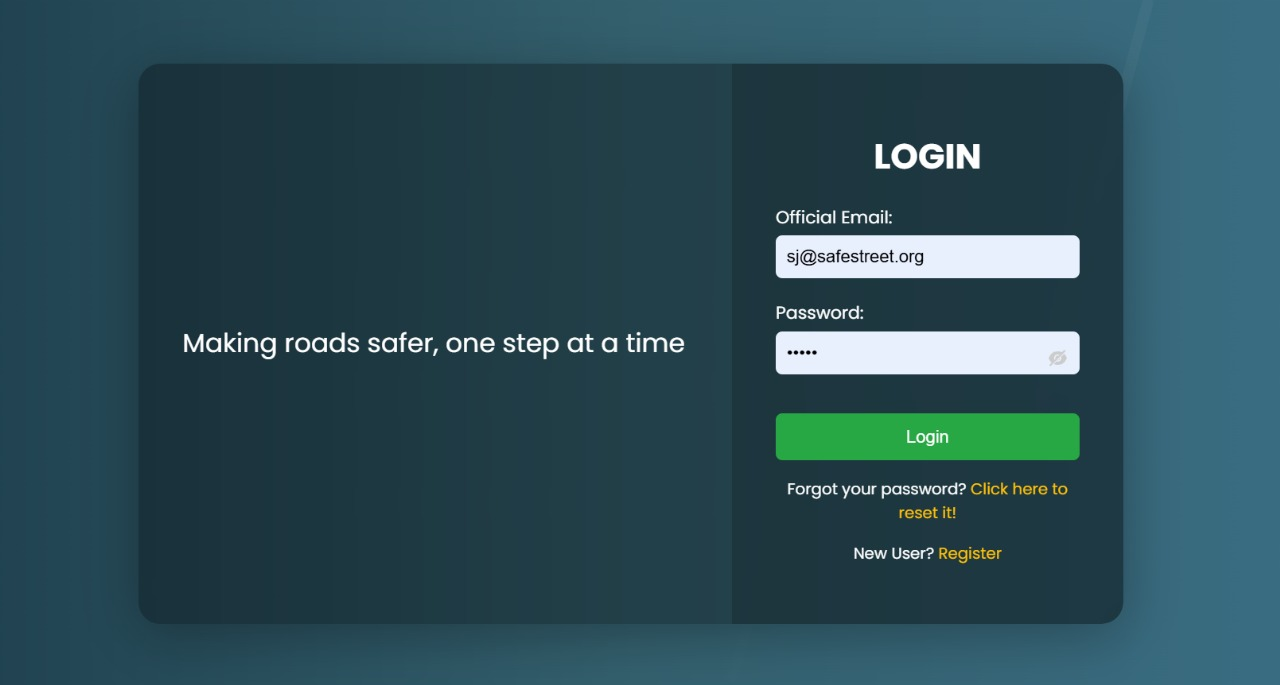 LOGIN
Official Email:
sj@safestreet.org
Password:
•••••
Making roads safer, one step at a time
Login
Forgot your password? Click here to
reset it!
New User? Register